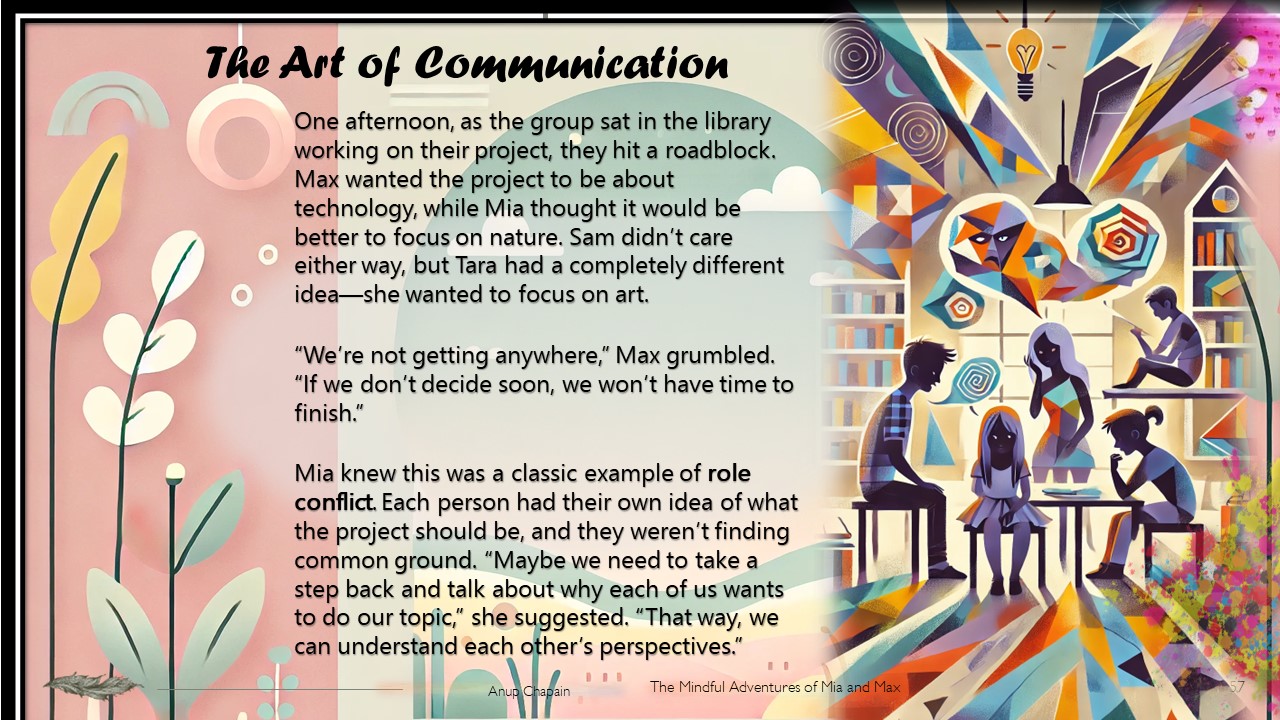 The Art of Communication
One afternoon, as the group sat in the library
working on their project, they hit a roadblock.
Max wanted the project to be about
technology, while Mia thought it would be
better to focus on nature. Sam didn’t care
either way, but Tara had a completely different
idea—she wanted to focus on art.
“We’re not getting anywhere,” Max grumbled.
“If we don’t decide soon, we won’t have time to
finish.”
Mia knew this was a classic example of role
conflict. Each person had their own idea of what
the project should be, and they weren’t finding
common ground. “Maybe we need to take a
step back and talk about why each of us wants
to do our topic,” she suggested. “That way, we
can understand each other’s perspectives.”
Anup Chapain
The Mindful Adventures of Mia and Max
57